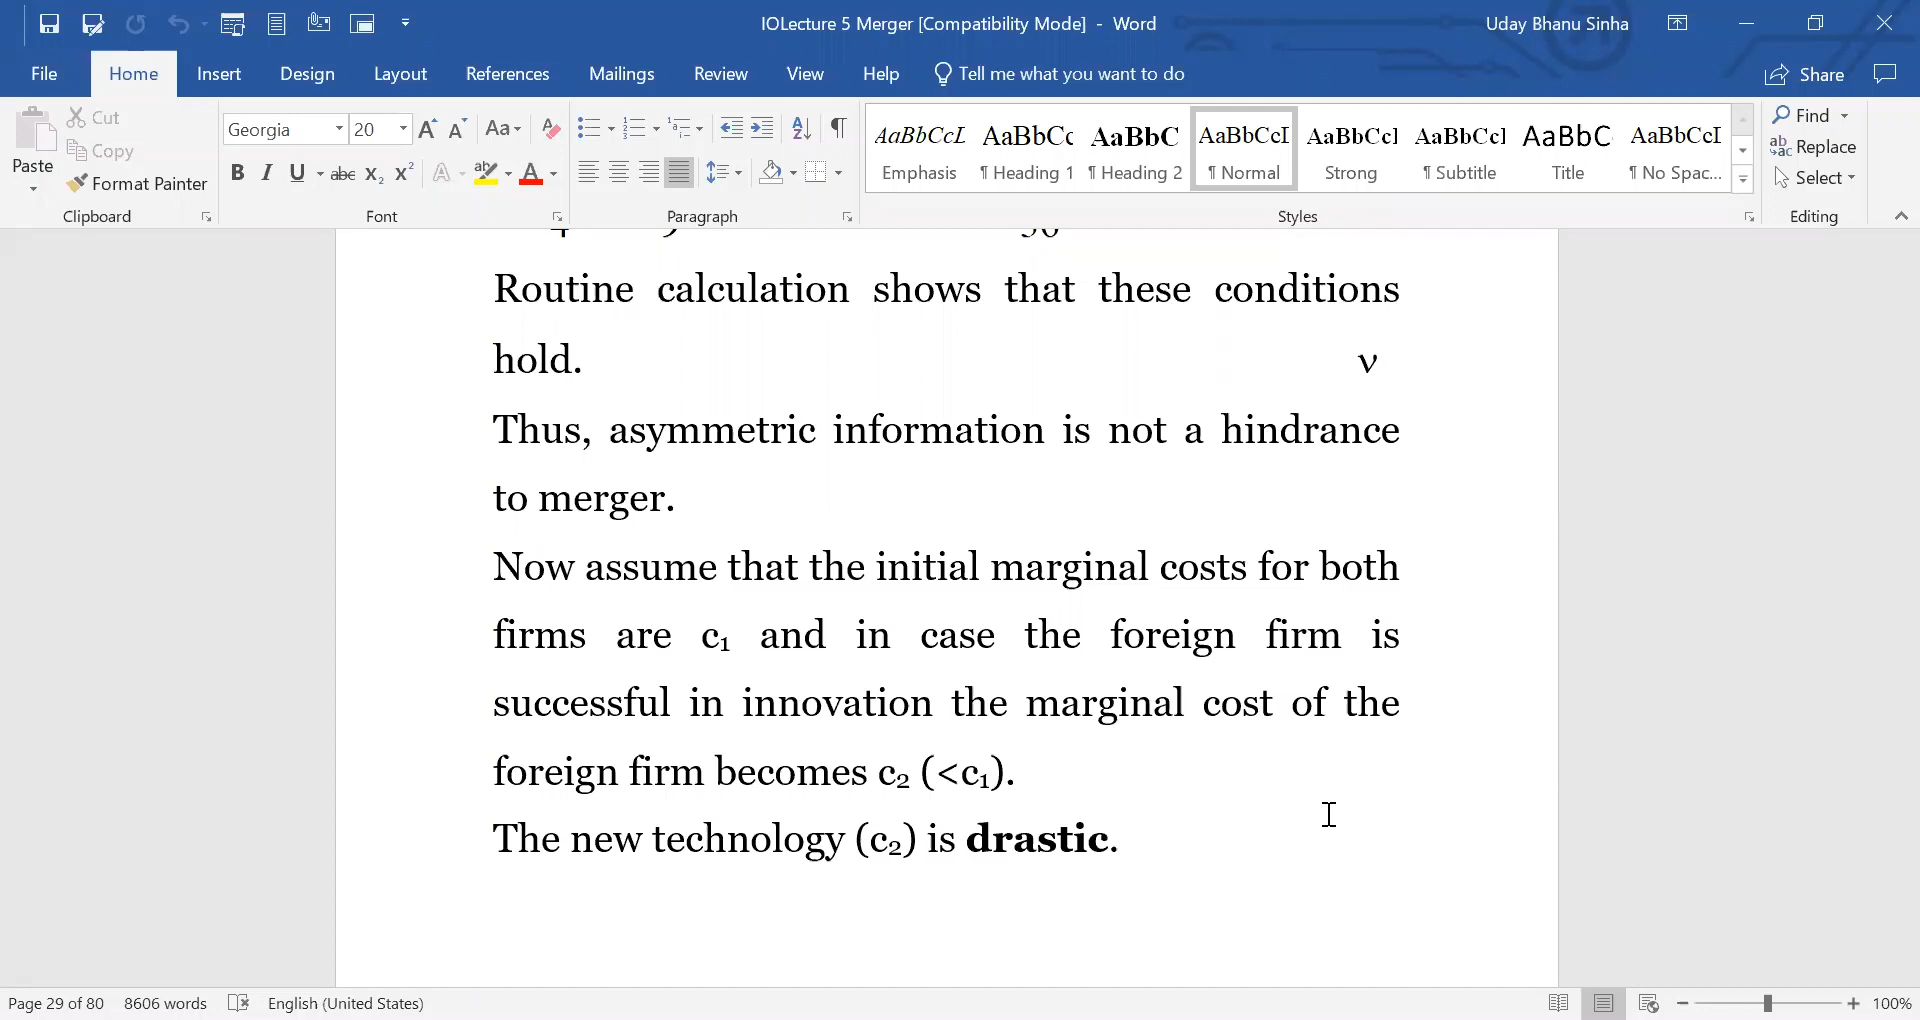 IOLecture 5 Merger [Compatibility Mode] - Word
Uday Bhanu Sinha
File Home Insert Design Layout References Mailings Review View Help Tell me what you want to do Share
Paste
Cut
Copy
Format Painter
Clipboard
Georgia 20
Font
Paragraph
AaBbCcL AaBbCc AaBbC AaBbCcI AaBbCcI AaBbCcI AaBbC AaBbCcI
Emphasis ¶ Heading 1 ¶ Heading 2 ¶ Normal Strong ¶ Subtitle Title ¶ No Spac...
Styles
Find
Replace
Select
Editing
Routine calculation shows that these conditions
hold. ν
Thus, asymmetric information is not a hindrance
to merger.
Now assume that the initial marginal costs for both
firms are c₁ and in case the foreign firm is
successful in innovation the marginal cost of the
foreign firm becomes c₂ (<c₁).
The new technology (c₂) is drastic.
Page 29 of 80 8606 words English (United States) 100%